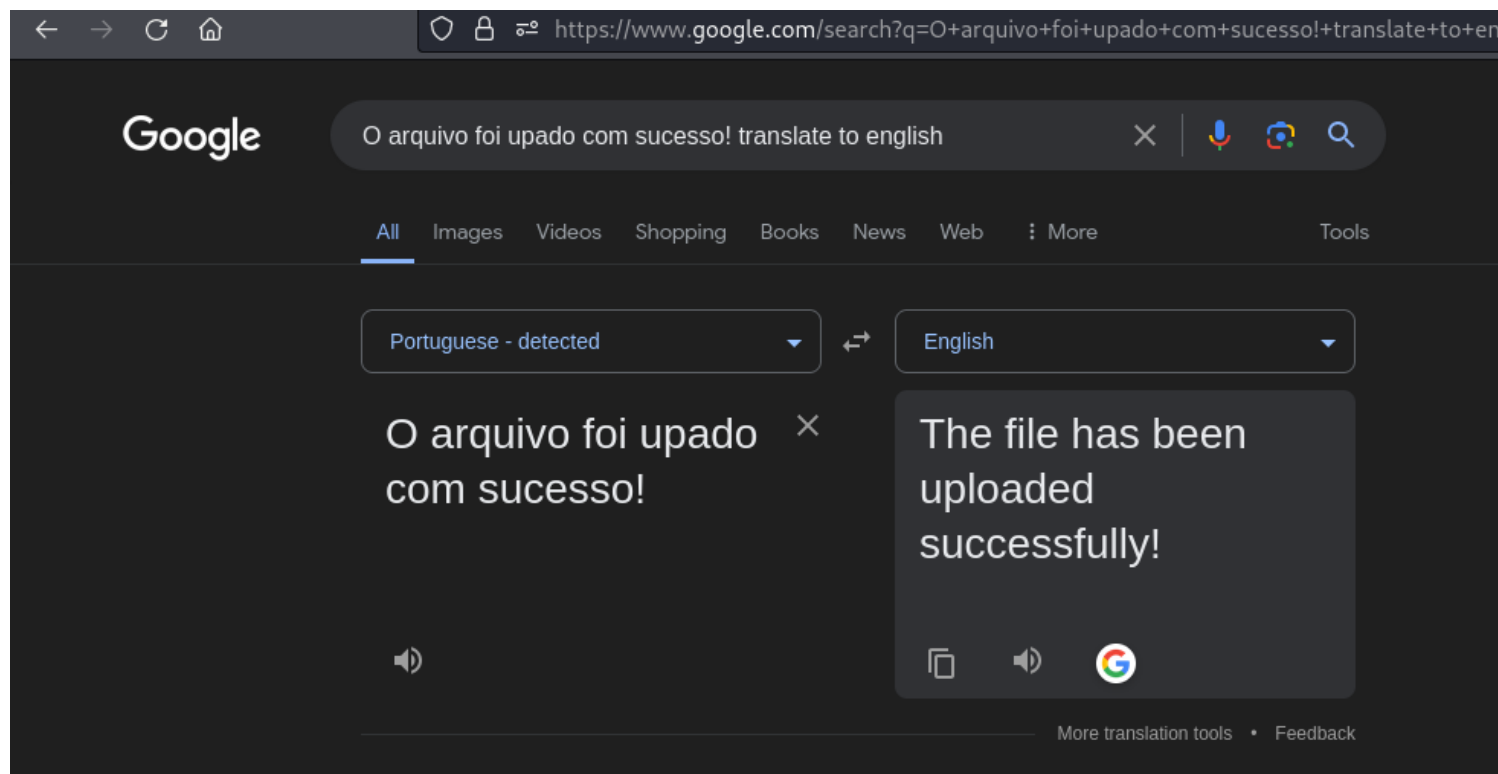 https://www.google.com/search?q=O+arquivo+foi+upado+com+sucesso!+translate+to+en
Google
O arquivo foi upado com sucesso! translate to english
All Images Videos Shopping Books News Web More Tools
Portuguese - detected English
O arquivo foi upado
com sucesso!
The file has been
uploaded
successfully!
More translation tools • Feedback